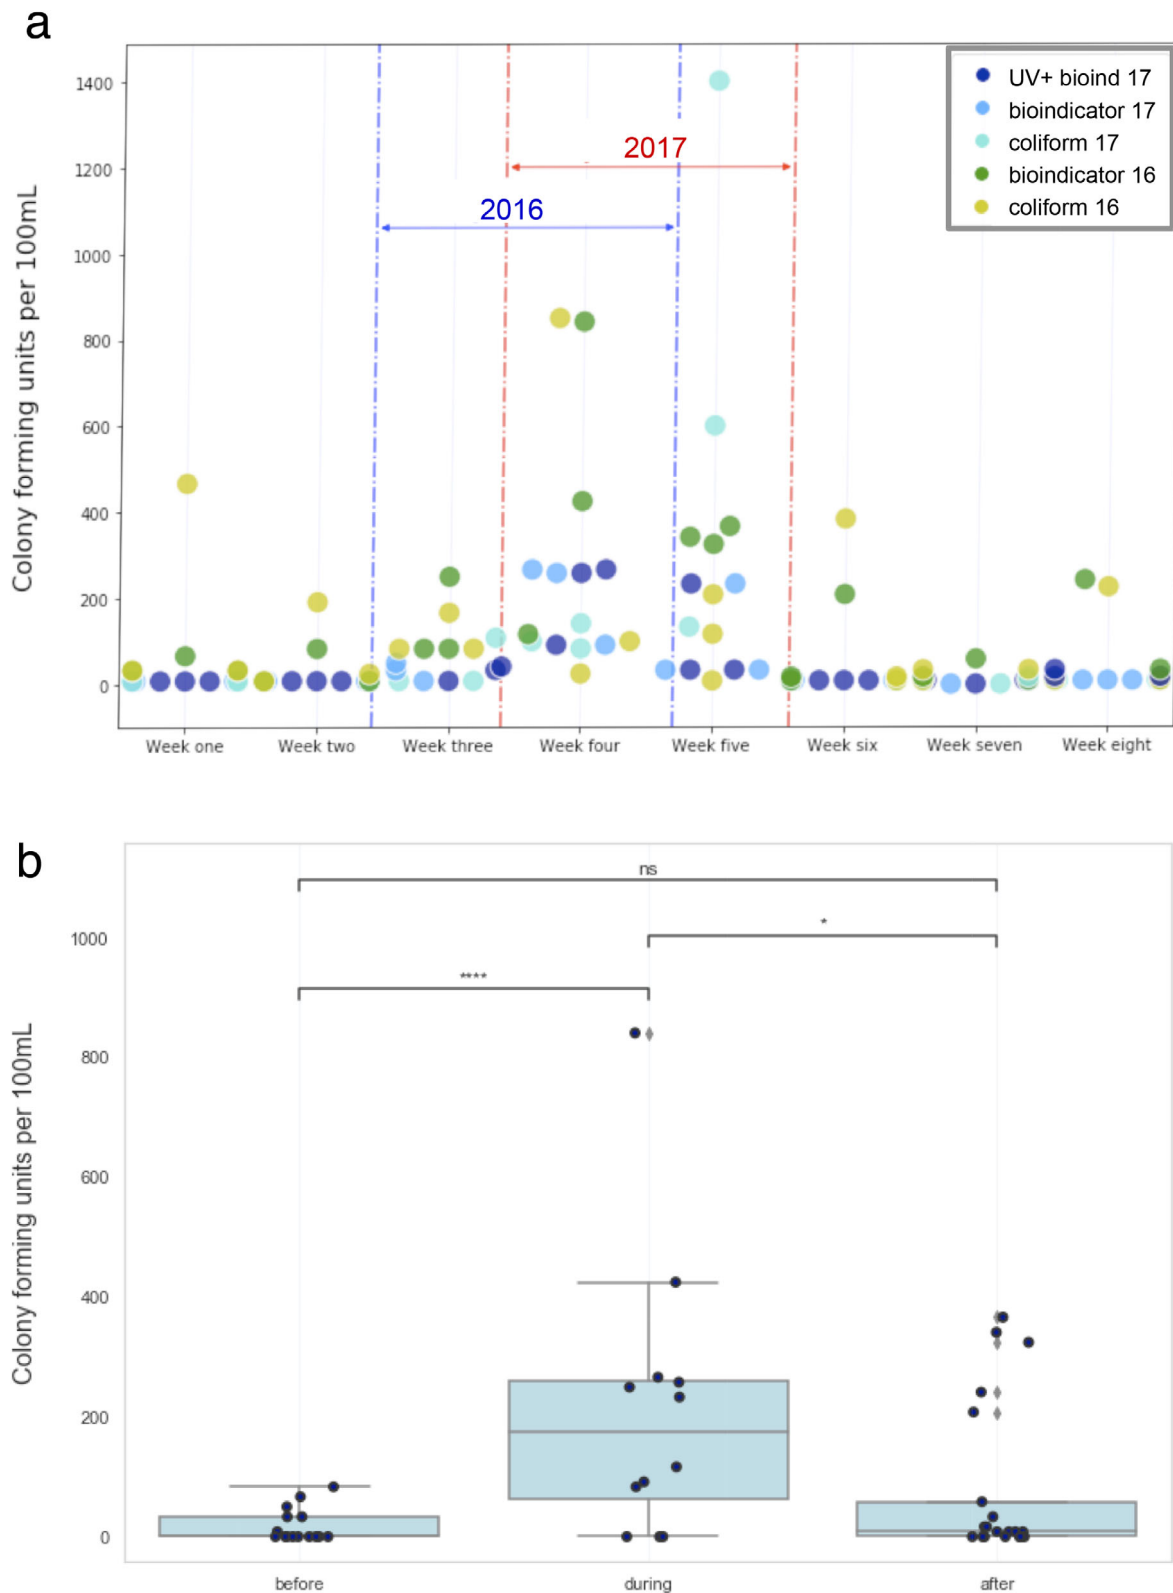 a
Colony forming units per 100mL
1400
1200
1000
800
600
400
200
0
2017
2016
UV+ bioind 17
bioindicator 17
coliform 17
bioindicator 16
coliform 16
Week one Week two Week three Week four Week five Week six Week seven Week eight
b
Colony forming units per 100mL
ns
*
****
1000
800
600
400
200
0
before during after